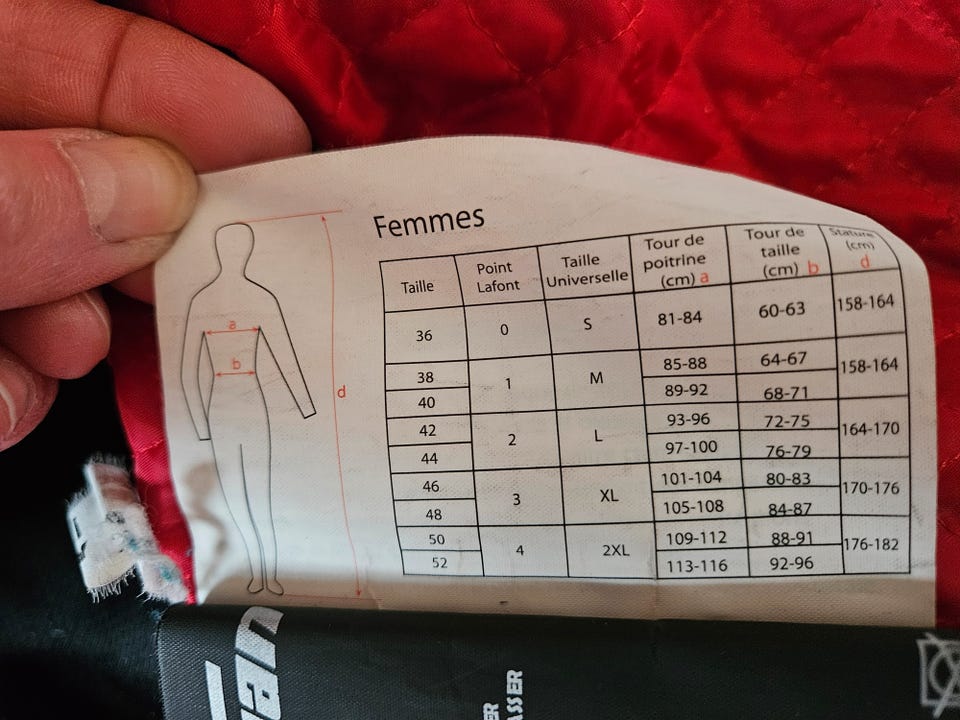 Femmes
Taille Point Lafont Taille Universelle Tour de poitrine (cm) a Tour de taille (cm) b Stature (cm) d
36 0 S 81-84 60-63 158-164
38 1 M 85-88 64-67 158-164
40 89-92 68-71
42 2 L 93-96 72-75 164-170
44 97-100 76-79
46 3 XL 101-104 80-83 170-176
48 105-108 84-87
50 4 2XL 109-112 88-91 176-182
52 113-116 92-96
a
b
d